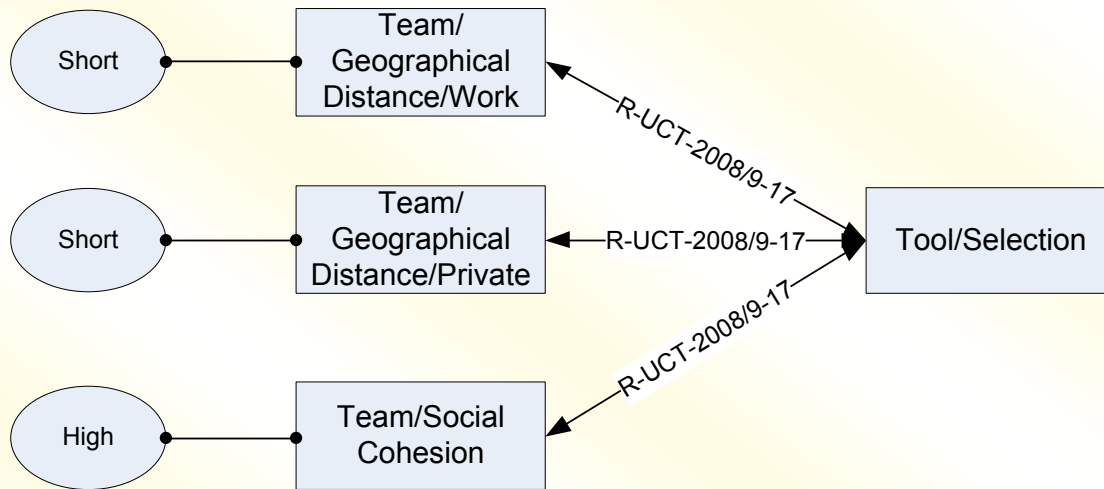 Short
Team/
Geographical
Distance/Work
R-UCT-2008/9-17
Short
Team/
Geographical
Distance/Private
R-UCT-2008/9-17
Tool/Selection
R-UCT-2008/9-17
High
Team/Social
Cohesion